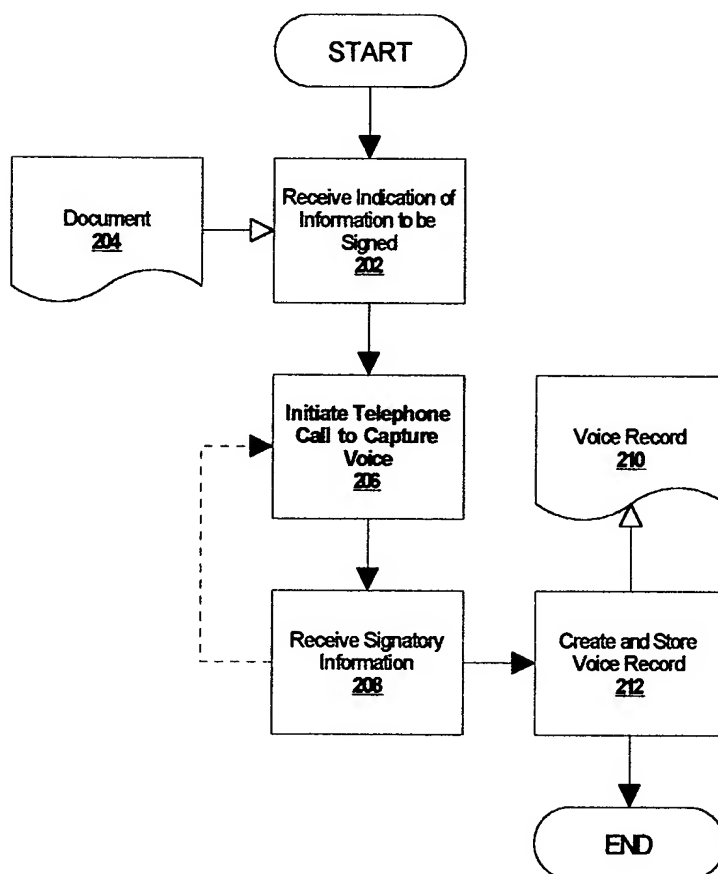 START
Document
204
Receive Indication of
Information to be
Signed
202
Initiate Telephone
Call to Capture
Voice
206
Voice Record
210
Receive Signatory
Information
208
Create and Store
Voice Record
212
END